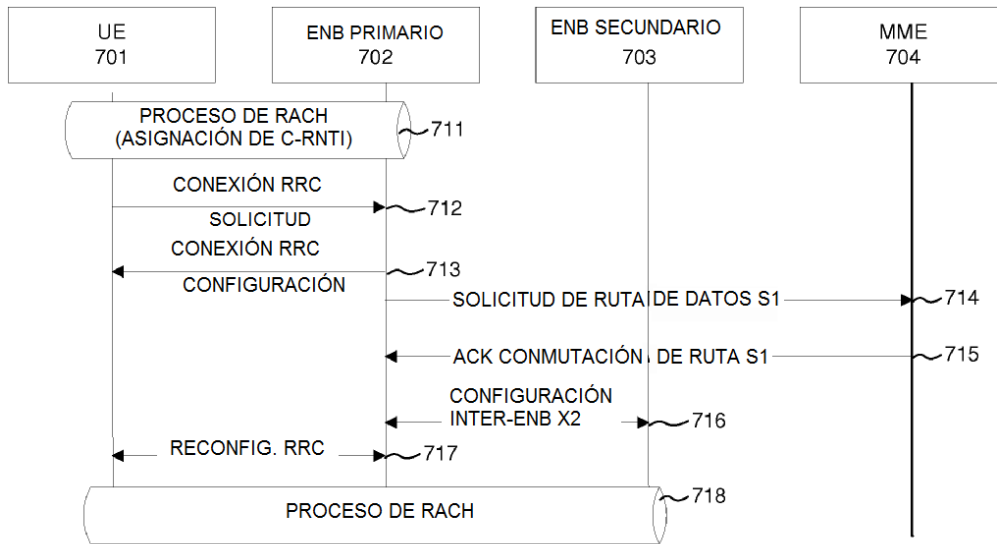 UE
701
ENB PRIMARIO
702
ENB SECUNDARIO
703
MME
704
PROCESO DE RACH
(ASIGNACIÓN DE C-RNTI)
711
CONEXIÓN RRC
SOLICITUD
712
CONEXIÓN RRC
CONFIGURACIÓN
713
SOLICITUD DE RUTA DE DATOS S1
714
ACK CONMUTACIÓN DE RUTA S1
715
CONFIGURACIÓN
INTER-ENB X2
716
RECONFIG. RRC
717
PROCESO DE RACH
718